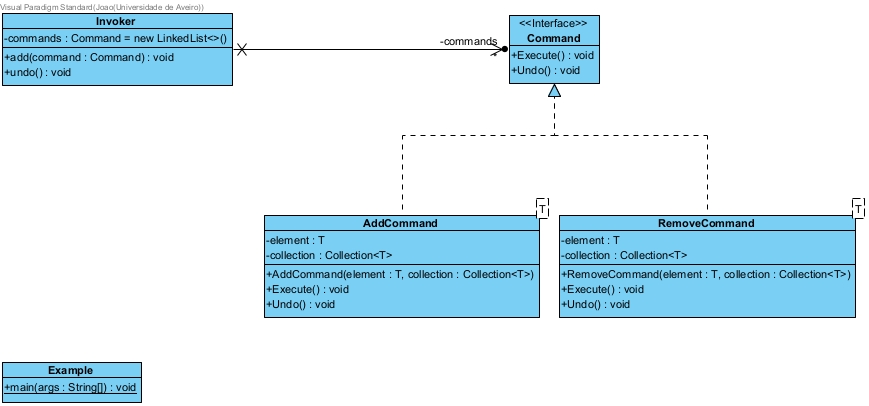 Visual Paradigm Standard(Joao(Universidade de Aveiro))
Invoker
-commands : Command = new LinkedList<>()
+add(command : Command) : void
+undo() : void
-commands
*
<<Interface>>
Command
+Execute() : void
+Undo() : void
T
AddCommand
-element : T
-collection : Collection<T>
+AddCommand(element : T, collection : Collection<T>)
+Execute() : void
+Undo() : void
T
RemoveCommand
-element : T
-collection : Collection<T>
+RemoveCommand(element : T, collection : Collection<T>)
+Execute() : void
+Undo() : void
Example
+main(args : String[]) : void